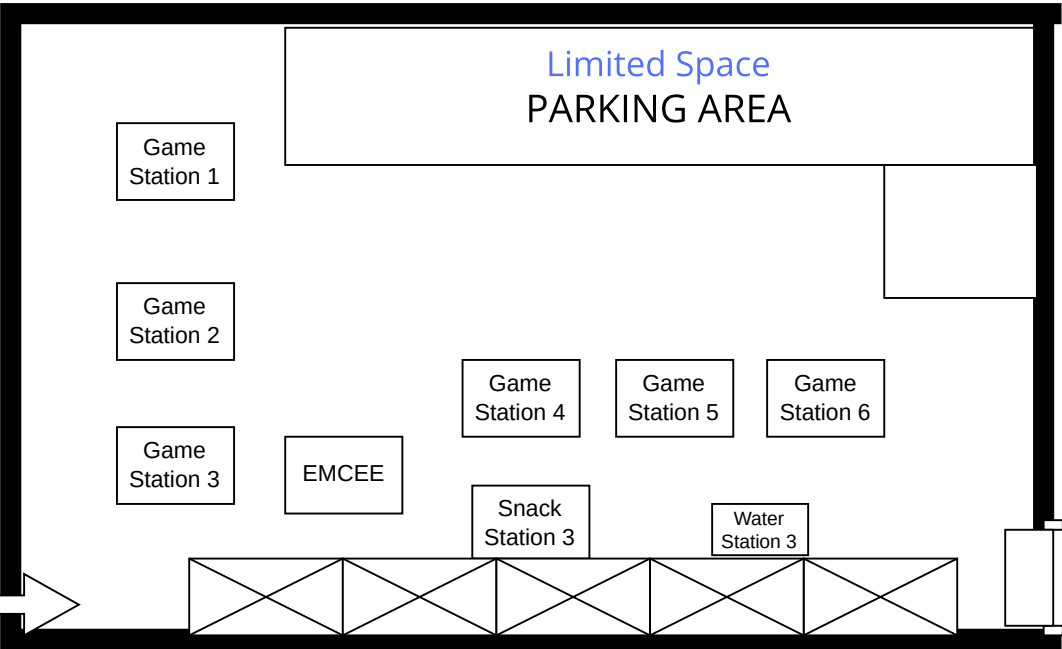 Limited Space
PARKING AREA
Game
Station 1
Game
Station 2
Game
Station 3
EMCEE
Game
Station 4
Game
Station 5
Game
Station 6
Snack
Station 3
Water
Station 3